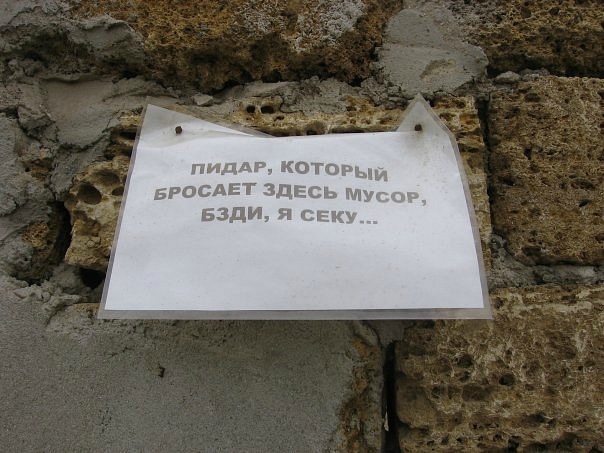 ПИДАР, КОТОРЫЙ
БРОСАЕТ ЗДЕСЬ МУСОР,
БЗДИ, Я СЕКУ...